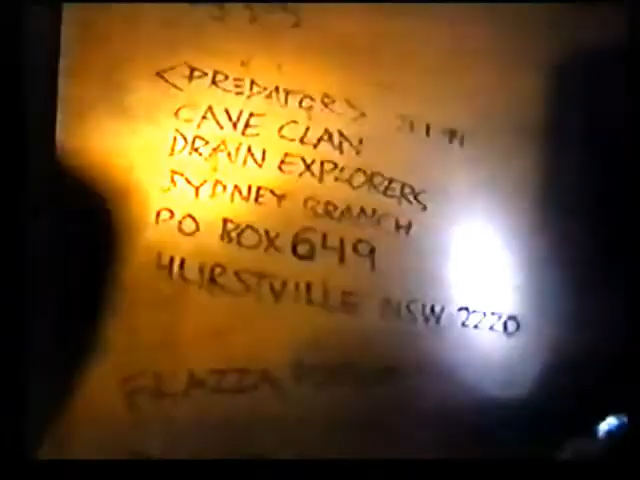 <PREDATOR>
CAVE CLAN
DRAIN EXPLORERS
SYDNEY BRANCH
PO BOX 649
HURSTVILLE NSW 2220